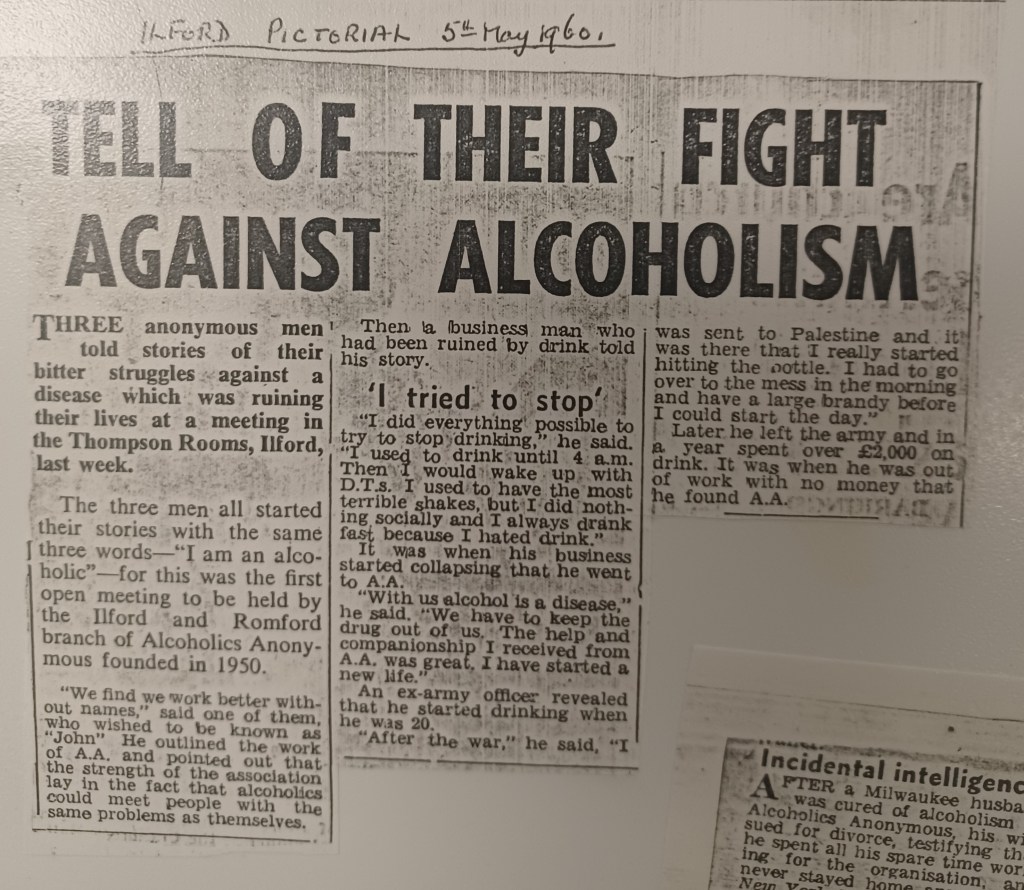 ILFORD PICTORIAL 5th May 1960.
TELL OF THEIR FIGHT
AGAINST ALCOHOLISM
THREE anonymous men
told stories of their
bitter struggles against a
disease which was ruining
their lives at a meeting in
the Thompson Rooms, Ilford,
last week.
The three men all started
their stories with the same
three words—"I am an alco-
holic"—for this was the first
open meeting to be held by
the Ilford and Romford
branch of Alcoholics Anony-
mous founded in 1950.
"We find we work better with-
out names," said one of them,
who wished to be known as
"John" He outlined the work
of A.A. and pointed out that
the strength of the association
lay in the fact that alcoholics
could meet people with the
same problems as themselves.
Then a business man who
had been ruined by drink told
his story.
'I tried to stop'
"I did everything possible to
try to stop drinking," he said.
"I used to drink until 4 a.m.
Then I would wake up with
D.T.s. I used to have the most
terrible shakes, but I did noth-
ing socially and I always drank
fast because I hated drink."
It was when his business
started collapsing that he went
to A.A.
"With us alcohol is a disease,"
he said. "We have to keep the
drug out of us. The help and
companionship I received from
A.A. was great. I have started a
new life."
An ex-army officer revealed
that he started drinking when
he was 20.
"After the war," he said, "I
was sent to Palestine and it
was there that I really started
hitting the bottle. I had to go
over to the mess in the morning
and have a large brandy before
I could start the day."
Later he left the army and in
a year spent over £2,000 on
drink. It was when he was out
of work with no money that
he found A.A.
Incidental intelligenc
AFTER a Milwaukee husba
was cured of alcoholism
Alcoholics Anonymous, his wi
sued for divorce, testifying th
he spent all his spare time wor
ing for the organisation, an
never stayed home
New Yor